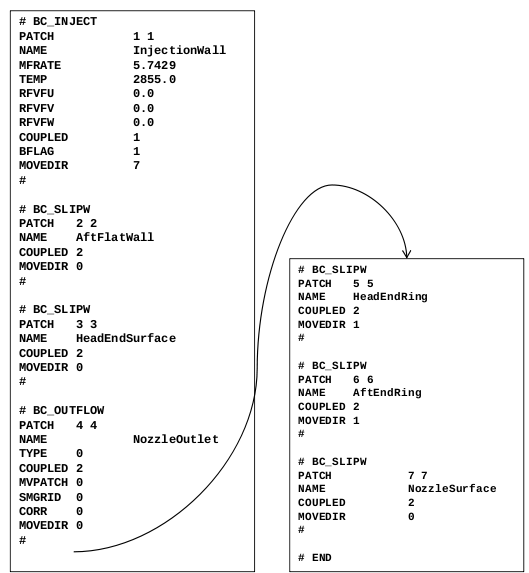 # BC_INJECT
PATCH 1 1
NAME InjectionWall
MFRATE 5.7429
TEMP 2855.0
RFVFU 0.0
RFVFV 0.0
RFVFW 0.0
COUPLED 1
BFLAG 1
MOVEDIR 7
#
# BC_SLIPW
PATCH 2 2
NAME AftFlatWall
COUPLED 2
MOVEDIR 0
#
# BC_SLIPW
PATCH 3 3
NAME HeadEndSurface
COUPLED 2
MOVEDIR 0
#
# BC_OUTFLOW
PATCH 4 4
NAME NozzleOutlet
TYPE 0
COUPLED 2
MVPATCH 0
SMGRID 0
CORR 0
MOVEDIR 0
#
# BC_SLIPW
PATCH 5 5
NAME HeadEndRing
COUPLED 2
MOVEDIR 1
#
# BC_SLIPW
PATCH 6 6
NAME AftEndRing
COUPLED 2
MOVEDIR 1
#
# BC_SLIPW
PATCH 7 7
NAME NozzleSurface
COUPLED 2
MOVEDIR 0
#
# END